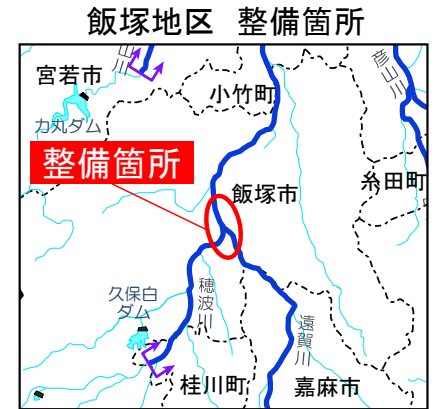 飯塚地区 整備箇所
宮若市
小竹町
彦山川
力丸ダム
整備箇所
飯塚市
糸田町
久保白
ダム
穂波川
遠賀川
桂川町
嘉麻市